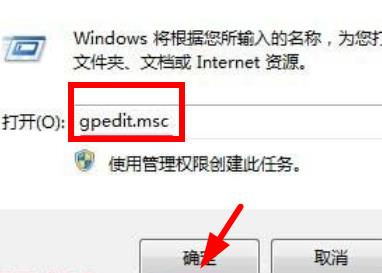 Windows 将根据您所输入的名称，为您打
文件夹、文档或 Internet 资源。
打开(O): gpedit.msc
使用管理权限创建此任务。
确定 取消